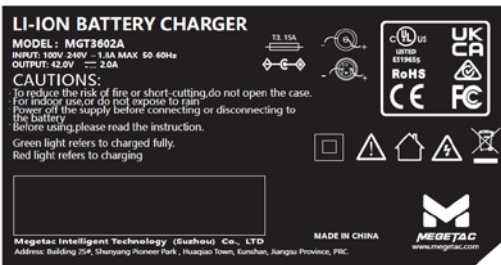 LI-ION BATTERY CHARGER
MODEL: MGT3602A
INPUT: 100V-240V ~1.8A MAX 50-60Hz
OUTPUT: 42.0V ⎓ 2.0A
T3. 15A
CAUTIONS:
·To reduce the risk of fire or short-cutting,do not open the case.
·For indoor use,or do not expose to rain
·Power off the supply before connecting or disconnecting to
the battery
·Before using,please read the instruction.
Green light refers to charged fully.
Red light refers to charging
c UL us
LISTED
E519655
UK
CA
RoHS
CE
FC
Megetac Intelligent Technology (Suzhou) Co., LTD
Address: Building 25#, Shenyang Pioneer Park , Huaqiao Town, Kunshan, Jiangsu Province, PRC.
MADE IN CHINA
MEGETAC
www.megetac.com